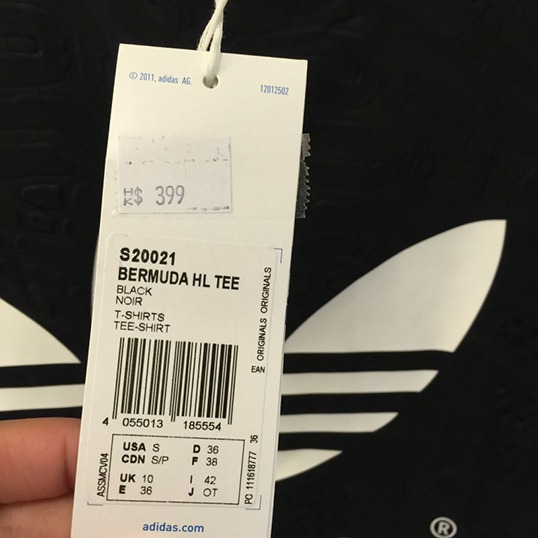 © 2011, adidas AG.
12012502
HK$ 399
S20021
BERMUDA HL TEE
BLACK
NOIR
T-SHIRTS
TEE-SHIRT
ORIGINALS ORIGINALS
EAN
4 055013 185554
USA S D 36
CDN S/P F 38
UK 10 I 42
E 36 J OT
ASSMCV04
PO 111618777 36
adidas.com
®